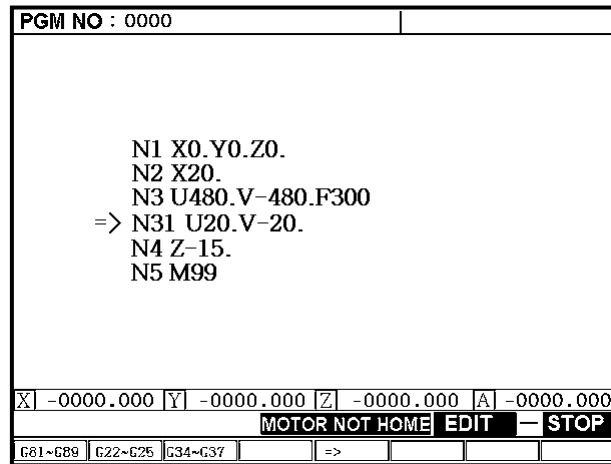 PGM NO : 0000
N1 X0.Y0.Z0.
N2 X20.
N3 U480.V-480.F300
=> N31 U20.V-20.
N4 Z-15.
N5 M99
X -0000.000 Y -0000.000 Z -0000.000 A -0000.000
MOTOR NOT HOME EDIT — STOP
G81~G89 G22~G25 G34~G37 =>